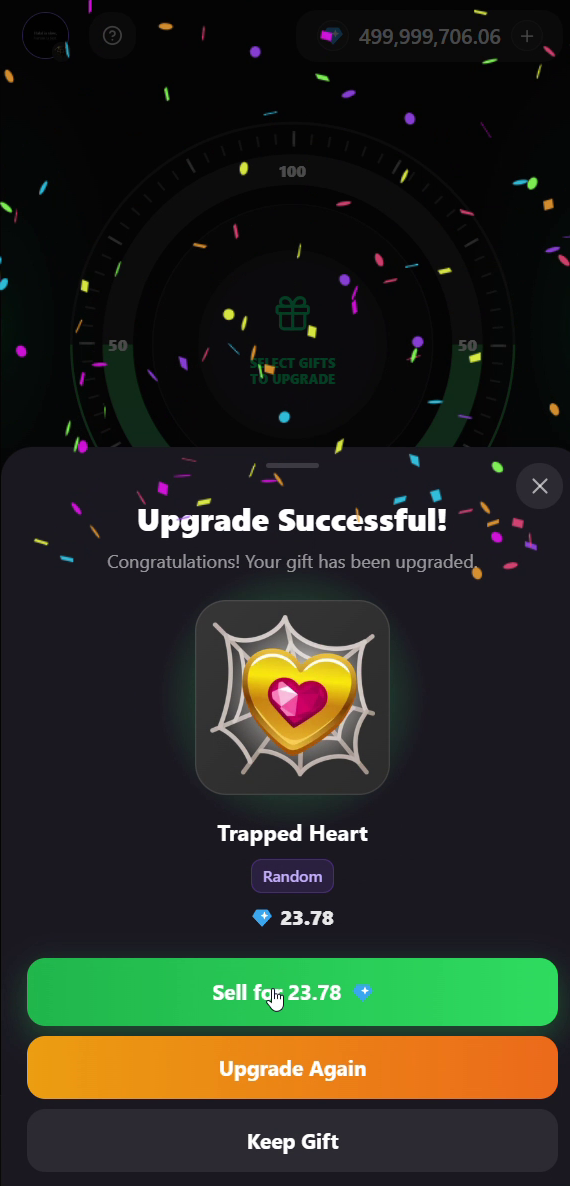 499,999,706.06
100
50
50
SELECT GIFTS
TO UPGRADE
Upgrade Successful!
Congratulations! Your gift has been upgraded.
Trapped Heart
Random
23.78
Sell for 23.78
Upgrade Again
Keep Gift